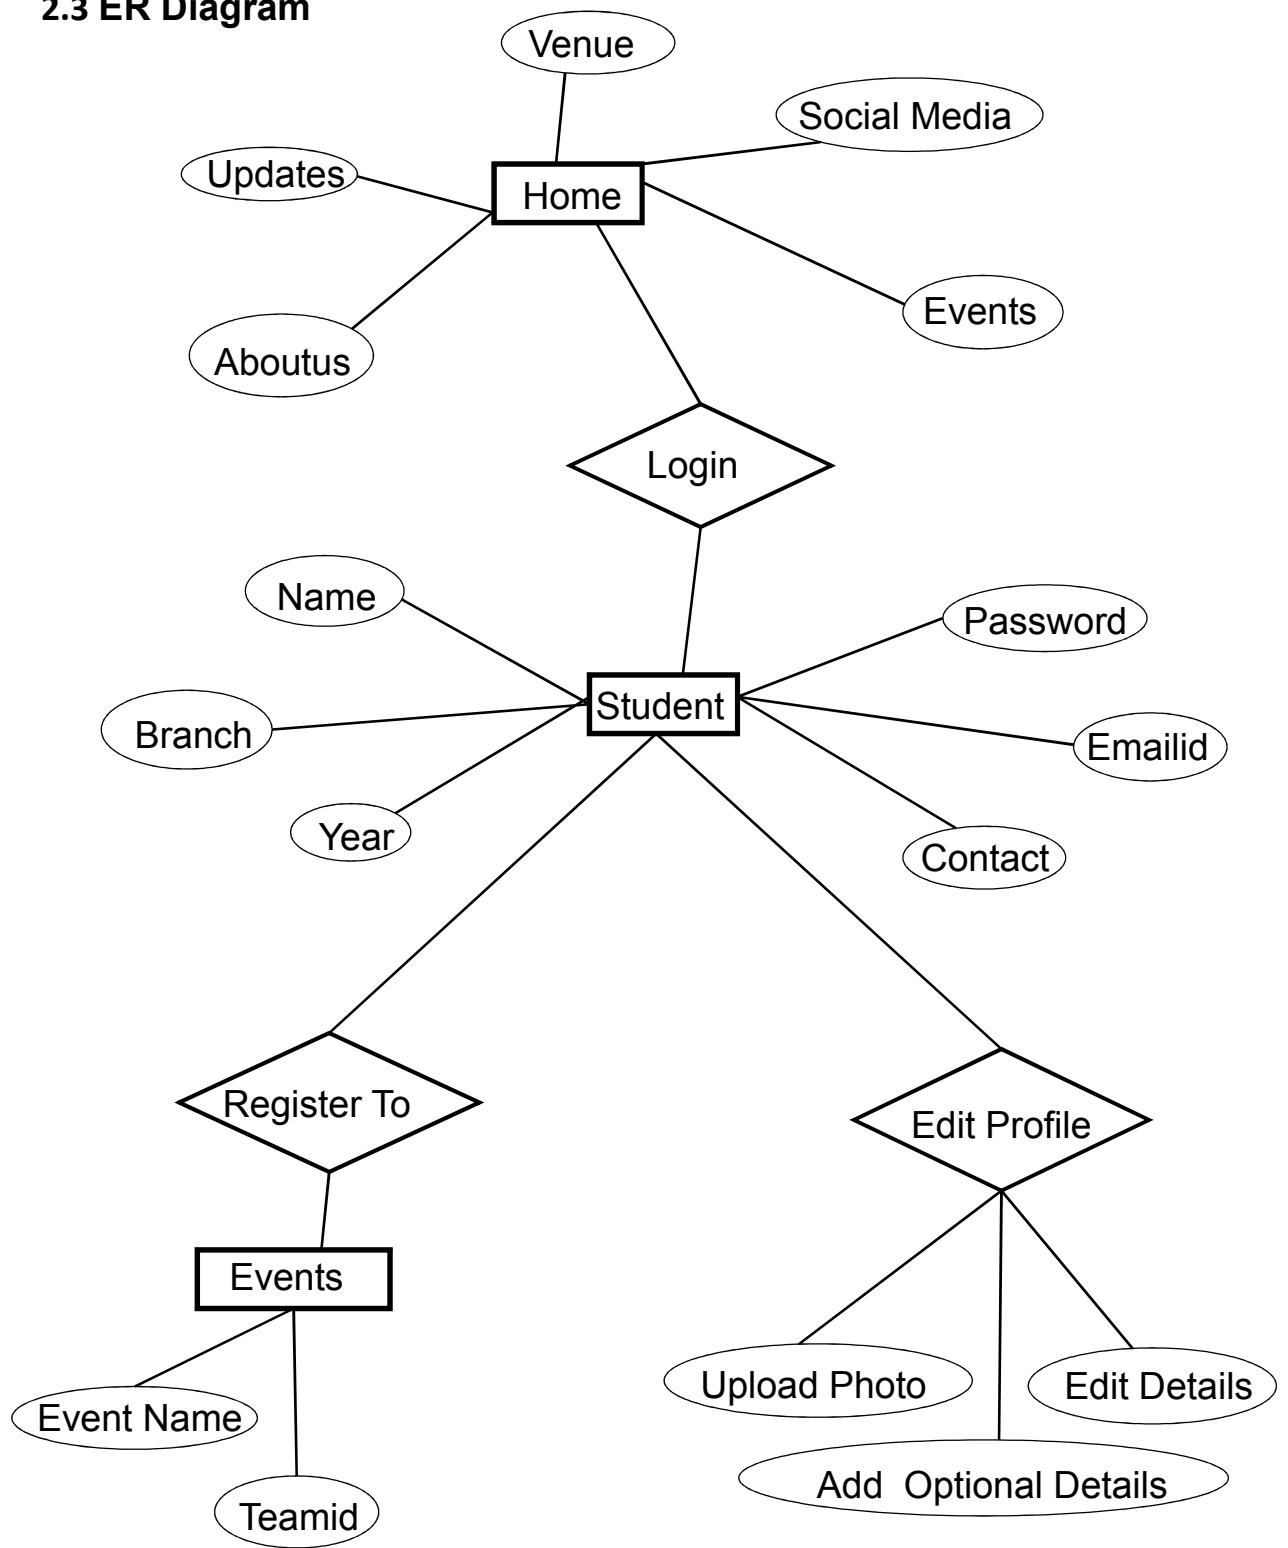 2.3 ER Diagram
Venue
Social Media
Updates
Home
Events
Aboutus
Login
Name
Password
Student
Branch
Emailid
Year
Contact
Register To
Edit Profile
Events
Upload Photo
Edit Details
Event Name
Add Optional Details
Teamid